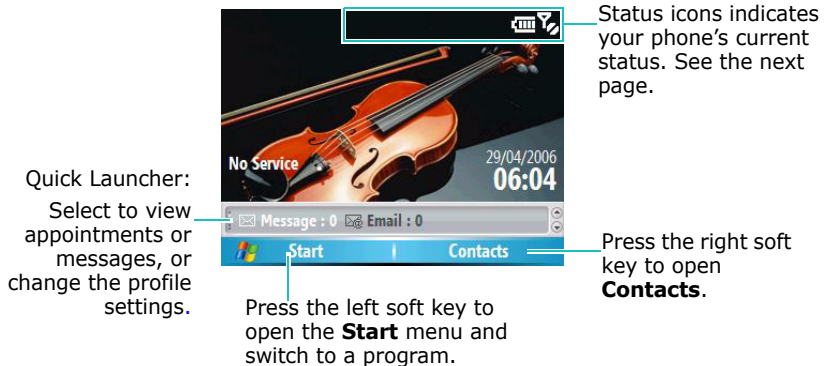 Status icons indicates
your phone's current
status. See the next
page.
No Service
29/04/2006
06:04
Quick Launcher:
Select to view
appointments or
messages, or
change the profile
settings.
Message : 0 Email : 0
Start Contacts
Press the right soft
key to open
Contacts.
Press the left soft key to
open the Start menu and
switch to a program.